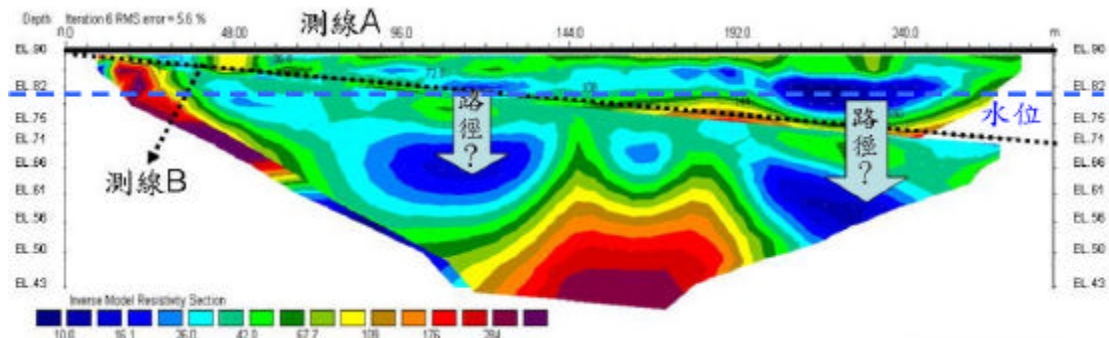 Depth Iteration 6 RMS error = 5.6 %
測線A
0.0 48.00 96.0 144.0 192.0 240.0 m.
EL.90 EL.90
EL.82 EL.82
EL.75 EL.75
EL.74 EL.71
EL.66 EL.66
EL.61 EL.61
EL.56 EL.56
EL.50 EL.50
EL.43 EL.43
測線B
路徑?
路徑?
水位
Inverse Model Resistivity Section
10.0 16.1 26.0 42.0 67.7 109 176 284